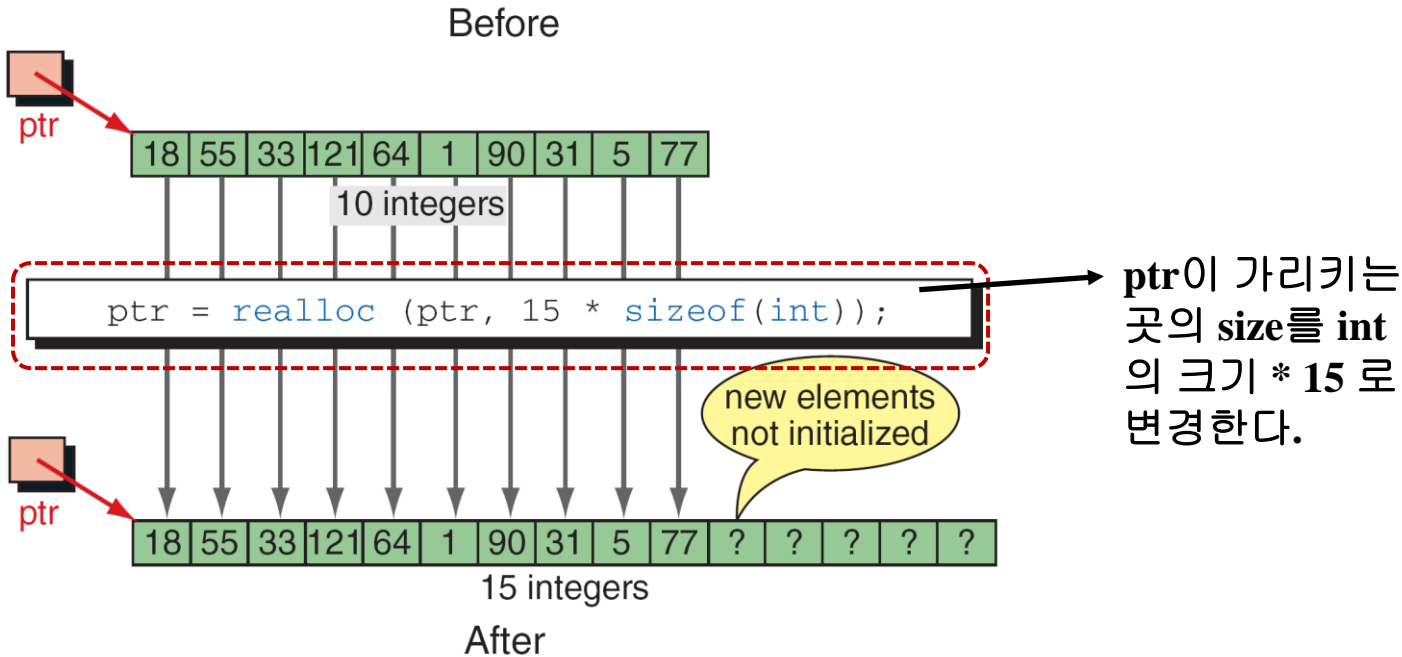 Before
ptr
18 55 33 121 64 1 90 31 5 77
10 integers
ptr = realloc (ptr, 15 * sizeof(int));
ptr이 가리키는
곳의 size를 int
의 크기 * 15 로
변경한다.
new elements
not initialized
ptr
18 55 33 121 64 1 90 31 5 77 ? ? ? ? ?
15 integers
After